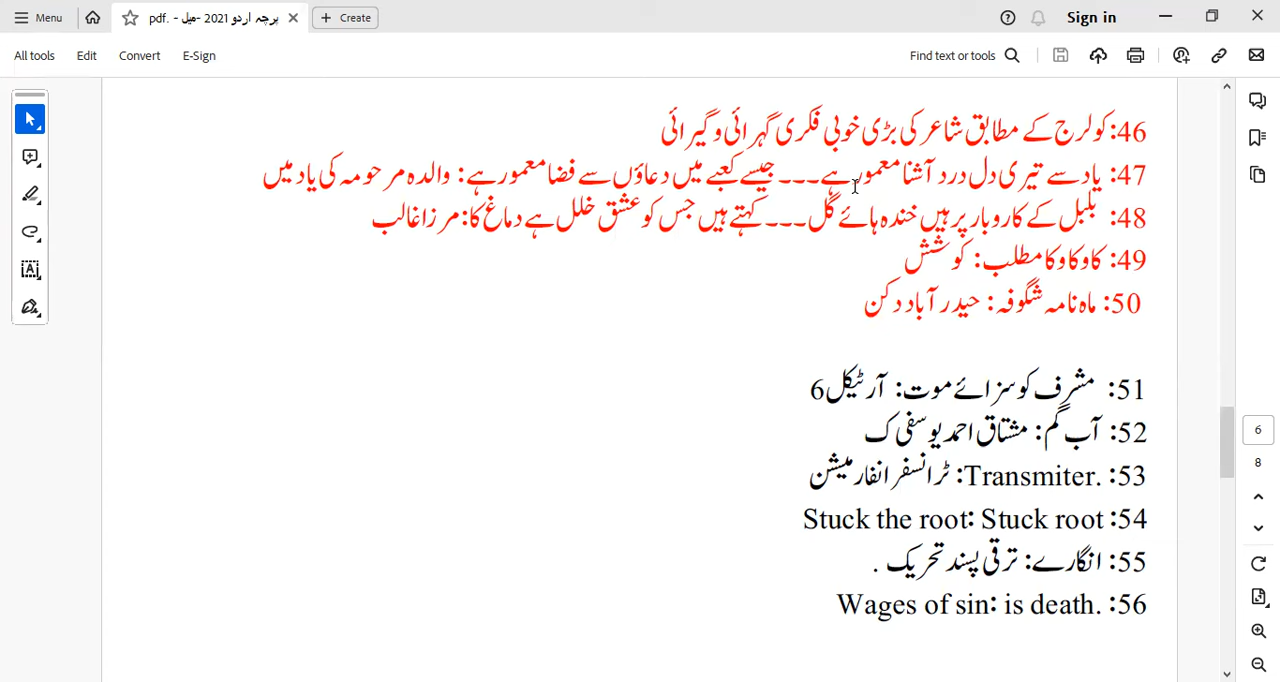 Menu
پرچہ اردو 2021 -میل - .pdf
Create
Sign in
All tools
Edit
Convert
E-Sign
Find text or tools
46: کولرج کے مطابق شاعر کی بڑی خوبی فکری گہرائی و گیرائی
47: یاد سے تیری دل درد آشنا معمور ہے۔۔۔ جیسے کعبے میں دعاؤں سے فضا معمور ہے: والدہ مرحومہ کی یاد میں
48: بلبل کے کاروبار پر ہیں خندہ ہائے گل۔۔۔ کہتے ہیں جس کو عشق خلل ہے دماغ کا: مرزا غالب
49: کاوکاو کا مطلب: کوشش
50: ماہ نامہ شگوفہ: حیدر آباد دکن
51: مشرف کو سزائے موت: آرٹیکل 6
52: آب گم: مشتاق احمد یوسفی ک
53: Transmiter.: ٹرانسفر انفارمیشن
54: Stuck the root: Stuck root
55: انگارے: ترقی پسند تحریک .
56: Wages of sin: is death.
6
8